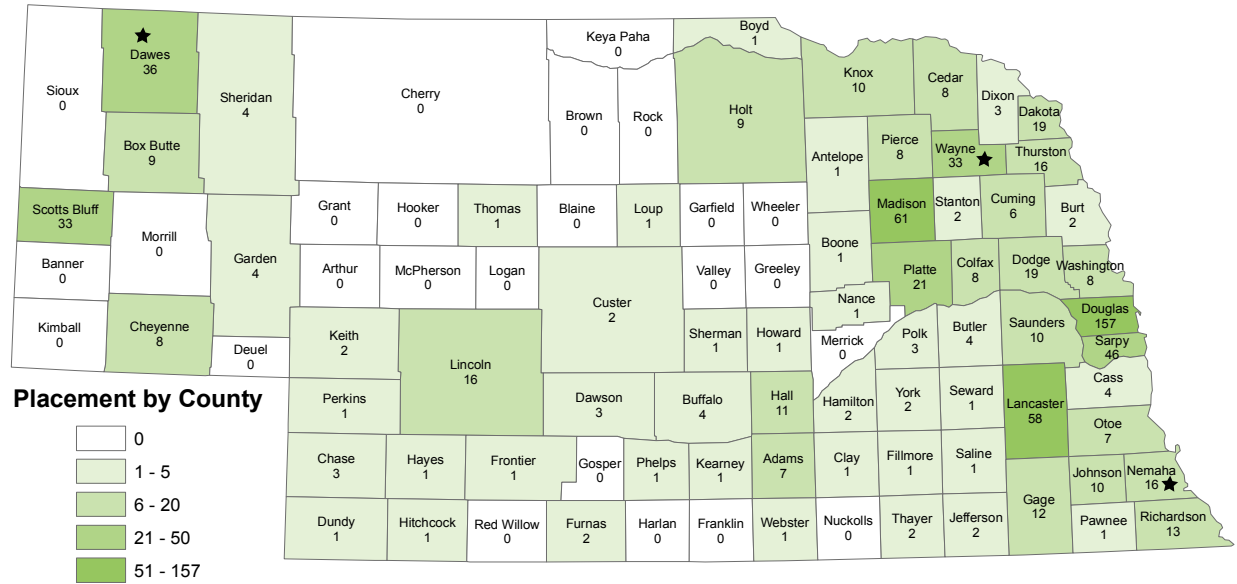 Sioux
0
Dawes
36
Sheridan
4
Box Butte
9
Cherry
0
Keya Paha
0
Boyd
1
Brown
0
Rock
0
Holt
9
Knox
10
Cedar
8
Dixon
3
Dakota
19
Antelope
1
Pierce
8
Wayne
33
Thurston
16
Scotts Bluff
33
Banner
0
Kimball
0
Morrill
0
Cheyenne
8
Garden
4
Deuel
0
Grant
0
Hooker
0
Thomas
1
Blaine
0
Loup
1
Garfield
0
Wheeler
0
Madison
61
Stanton
2
Cuming
6
Burt
2
Arthur
0
McPherson
0
Logan
0
Custer
2
Valley
0
Greeley
0
Boone
1
Platte
21
Colfax
8
Dodge
19
Washington
8
Nance
1
Keith
2
Lincoln
16
Sherman
1
Howard
1
Merrick
0
Polk
3
Butler
4
Saunders
10
Douglas
157
Sarpy
46
Perkins
1
Dawson
3
Buffalo
4
Hall
11
Hamilton
2
York
2
Seward
1
Lancaster
58
Cass
4
Otoe
7
Chase
3
Hayes
1
Frontier
1
Gosper
0
Phelps
1
Kearney
1
Adams
7
Clay
1
Fillmore
1
Saline
1
Gage
12
Johnson
10
Nemaha
16
Dundy
1
Hitchcock
1
Red Willow
0
Furnas
2
Harlan
0
Franklin
0
Webster
1
Nuckolls
0
Thayer
2
Jefferson
2
Pawnee
1
Richardson
13
Placement by County
0
1 - 5
6 - 20
21 - 50
51 - 157